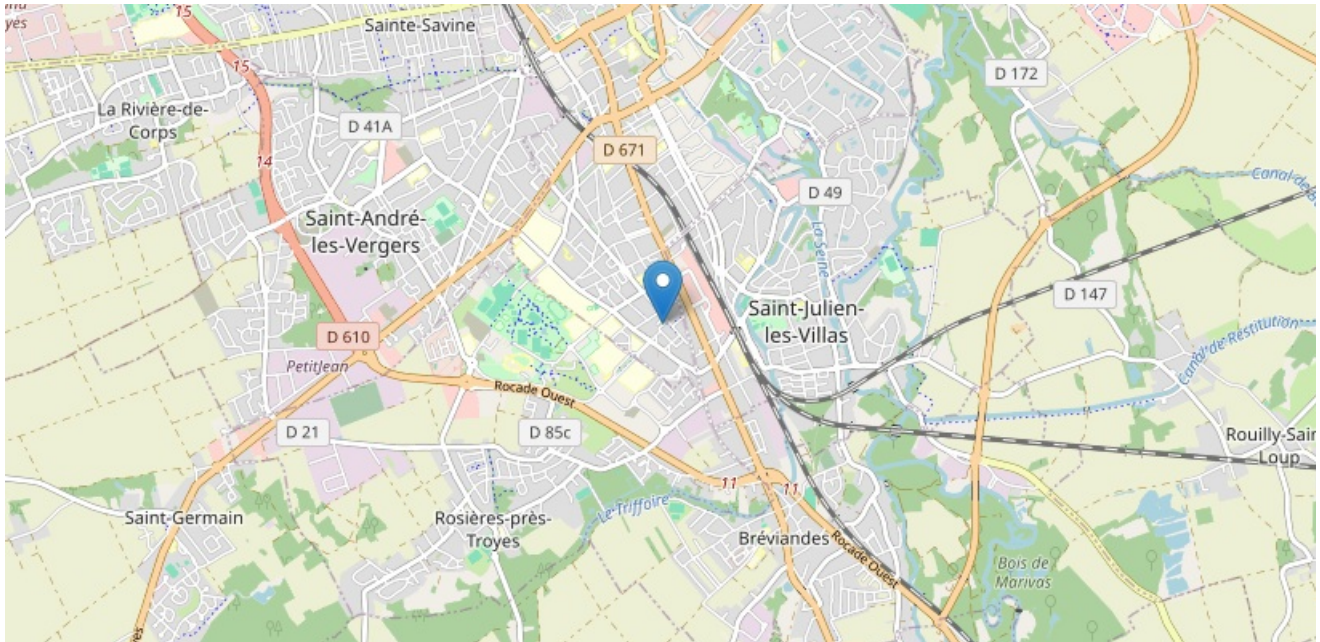 15
yès
Sainte-Savine
15
La Rivière-de-
Corps
D 41A
14
D 671
D 172
D 49
Canal de
La Seine
Saint-André-
les-Vergers
D 147
Saint-Julien-
les-Villas
Canal de Restitution
D 610
PetitJean
Rocade Ouest
D 21
D 85c
Rouilly-Sain
Loup
11
11
Le Triffoire
Saint-Germain
Rosières-près-
Troyes
Bréviandes
Rocade Ouest
Bois de
Marivas